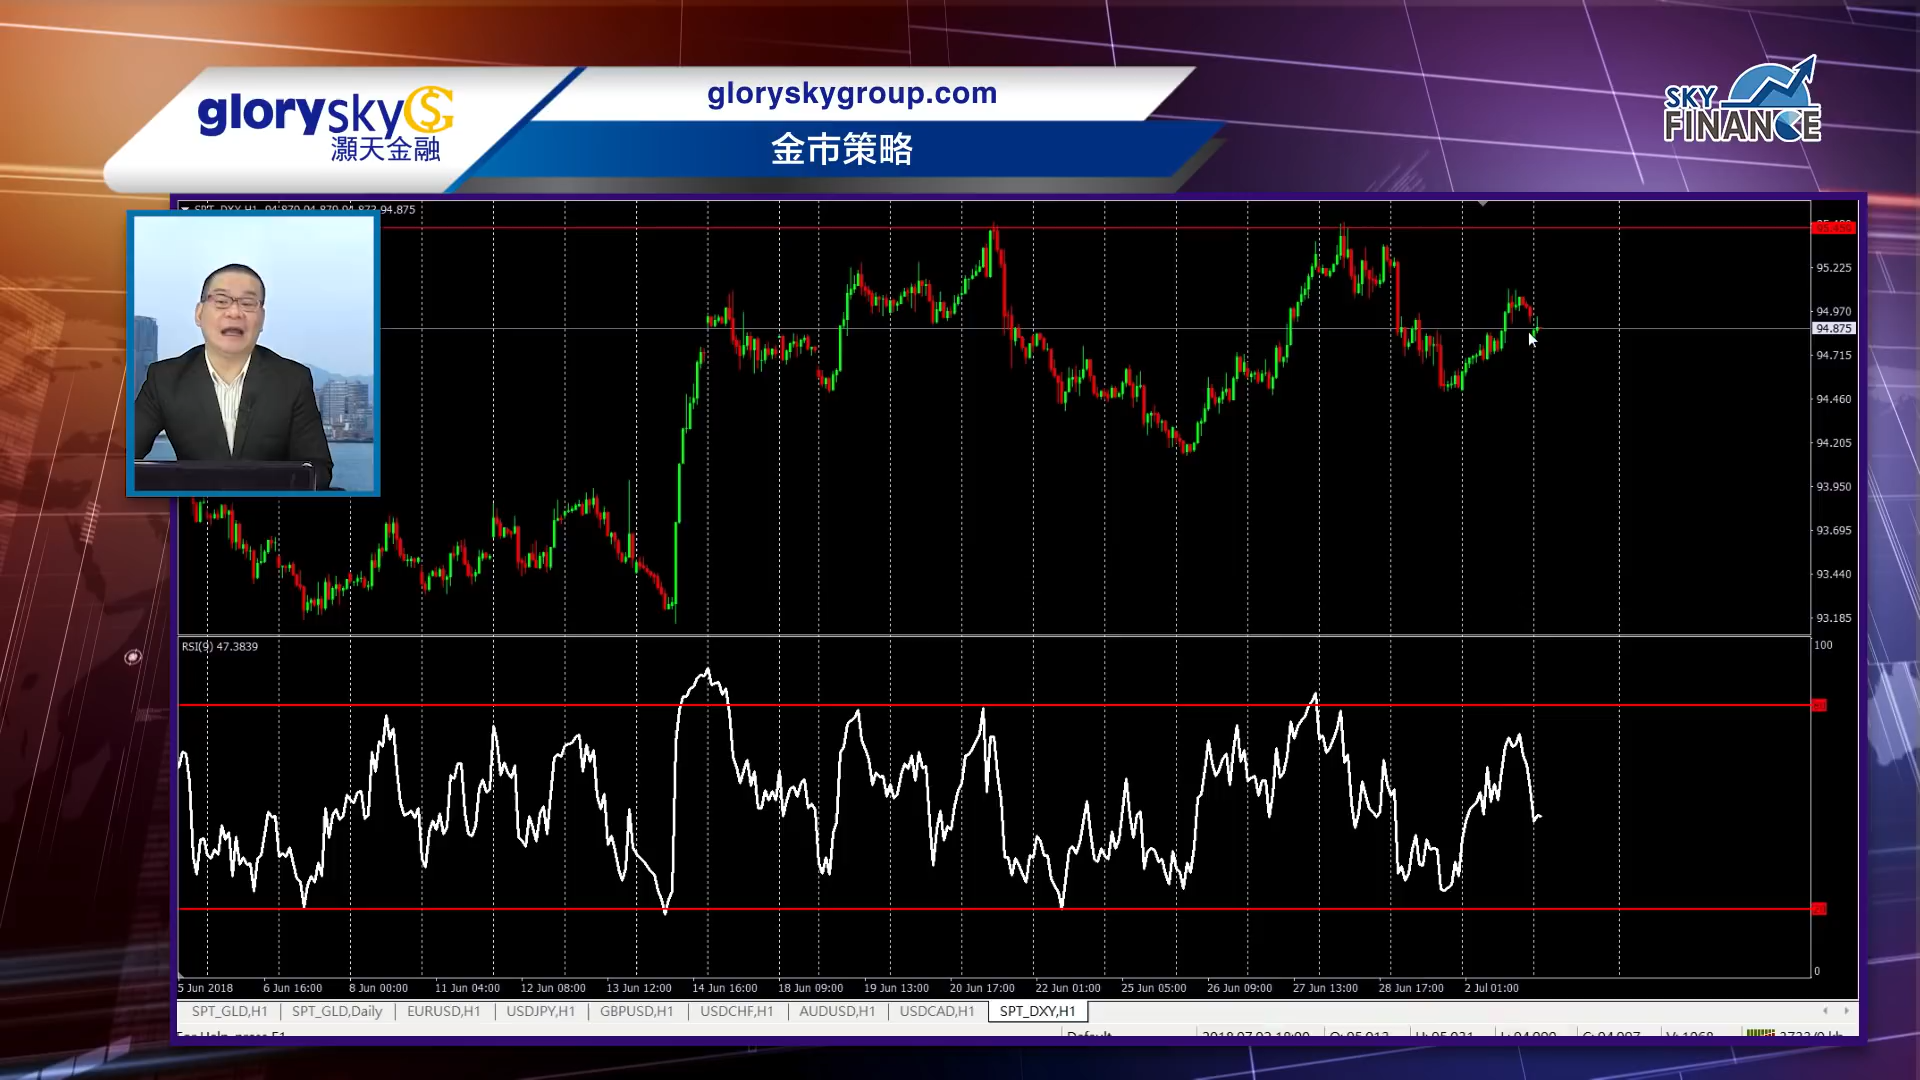 glorysky
灝天金融
gloryskygroup.com
金市策略
SKY
FINANCE
94.875
95.225
94.970
94.875
94.715
94.460
94.205
93.950
93.695
93.440
93.185
RSI(9) 47.3839
100
0
5 Jun 2018 6 Jun 16:00 8 Jun 00:00 11 Jun 04:00 12 Jun 08:00 13 Jun 12:00 14 Jun 16:00 18 Jun 09:00 19 Jun 13:00 20 Jun 17:00 22 Jun 01:00 25 Jun 05:00 26 Jun 09:00 27 Jun 13:00 28 Jun 17:00 2 Jul 01:00
SPT_GLD,H1 SPT_GLD,Daily EURUSD,H1 USDJPY,H1 GBPUSD,H1 USDCHF,H1 AUDUSD,H1 USDCAD,H1 SPT_DXY,H1